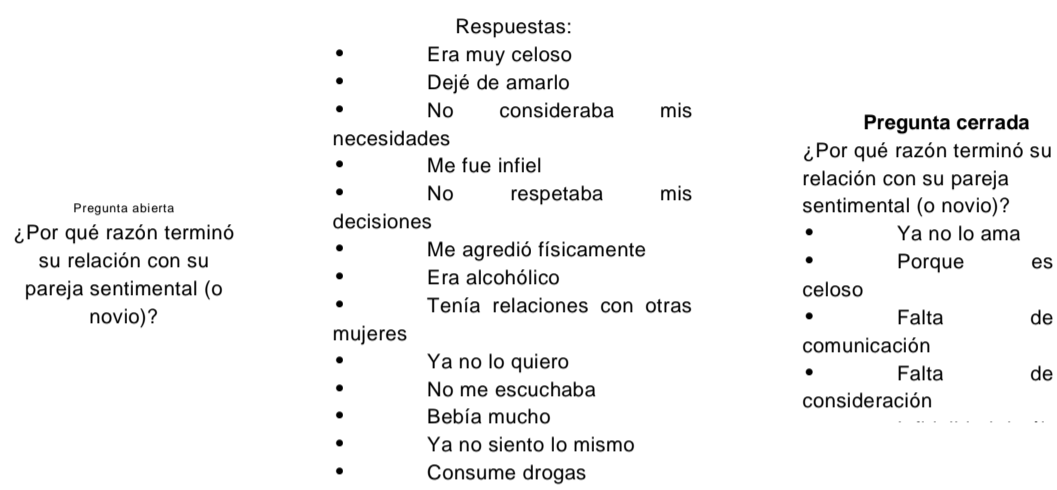 Pregunta abierta
¿Por qué razón terminó
su relación con su
pareja sentimental (o
novio)?
Respuestas:
• Era muy celoso
• Dejé de amarlo
• No consideraba mis
necesidades
• Me fue infiel
• No respetaba mis
decisiones
• Me agredió físicamente
• Era alcohólico
• Tenía relaciones con otras
mujeres
• Ya no lo quiero
• No me escuchaba
• Bebía mucho
• Ya no siento lo mismo
• Consume drogas
Pregunta cerrada
¿Por qué razón terminó su
relación con su pareja
sentimental (o novio)?
• Ya no lo ama
• Porque es
celoso
• Falta de
comunicación
• Falta de
consideración